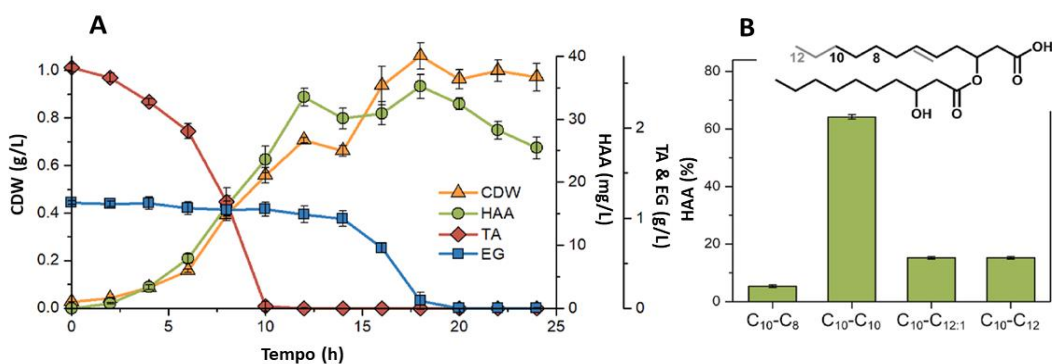 A
CDW (g/L)
1.0
0.8
0.6
0.4
0.2
0.0
0
5
10
15
20
25
Tempo (h)
CDW
HAA
TA
EG
40
30
20
10
0
HAA (mg/L)
2
1
0
TA & EG (g/L)
B
HAA (%)
80
60
40
20
0
C₁₀-C₈
C₁₀-C₁₀
C₁₀-C₁₂:₁
C₁₀-C₁₂
12
10
8
OH
O
O
OH
O